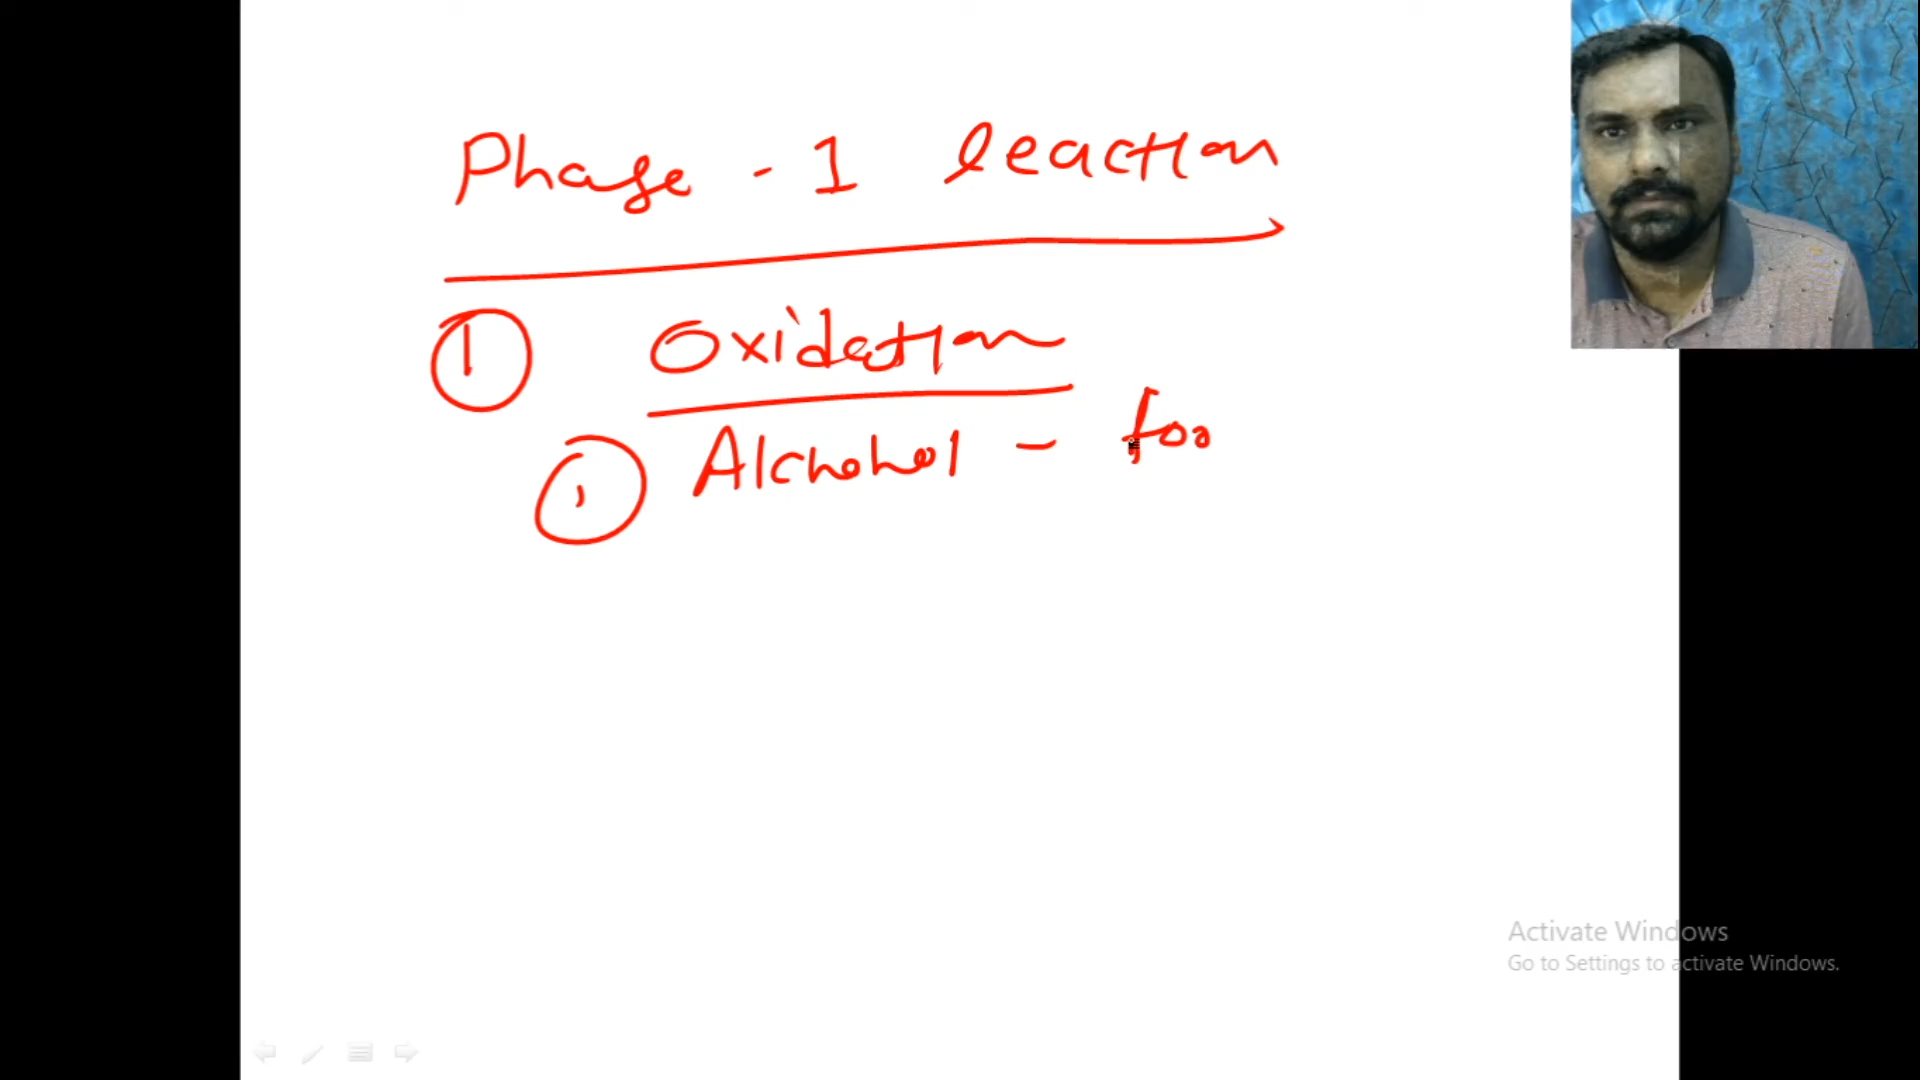 Phase - 1 reaction
① Oxidation
① Alchohol - foo
Activate Windows
Go to Settings to activate Windows.